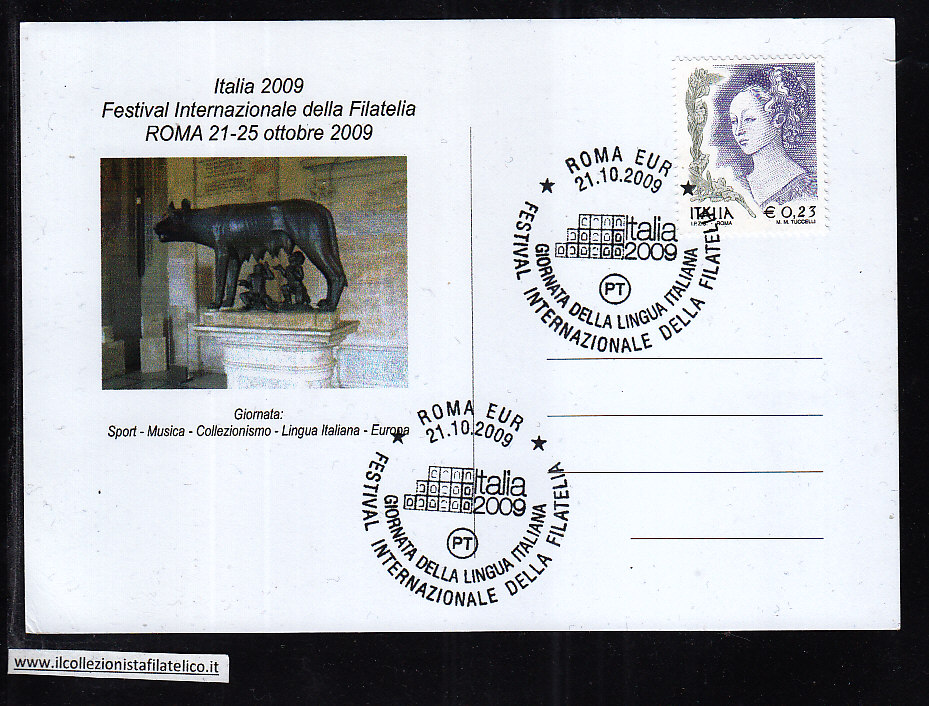 Italia 2009
Festival Internazionale della Filatelia
ROMA 21-25 ottobre 2009
Giornata:
Sport - Musica - Collezionismo - Lingua Italiana - Europa
ITALIA € 0,23
I.P.Z.S. ROMA M. M. TUCCELLI
ROMA EUR
21.10.2009
Italia
2009
PT
GIORNATA DELLA LINGUA ITALIANA
FESTIVAL INTERNAZIONALE DELLA FILATELIA
ROMA EUR
21.10.2009
Italia
2009
PT
GIORNATA DELLA LINGUA ITALIANA
FESTIVAL INTERNAZIONALE DELLA FILATELIA
www.ilcollezionistafilatelico.it